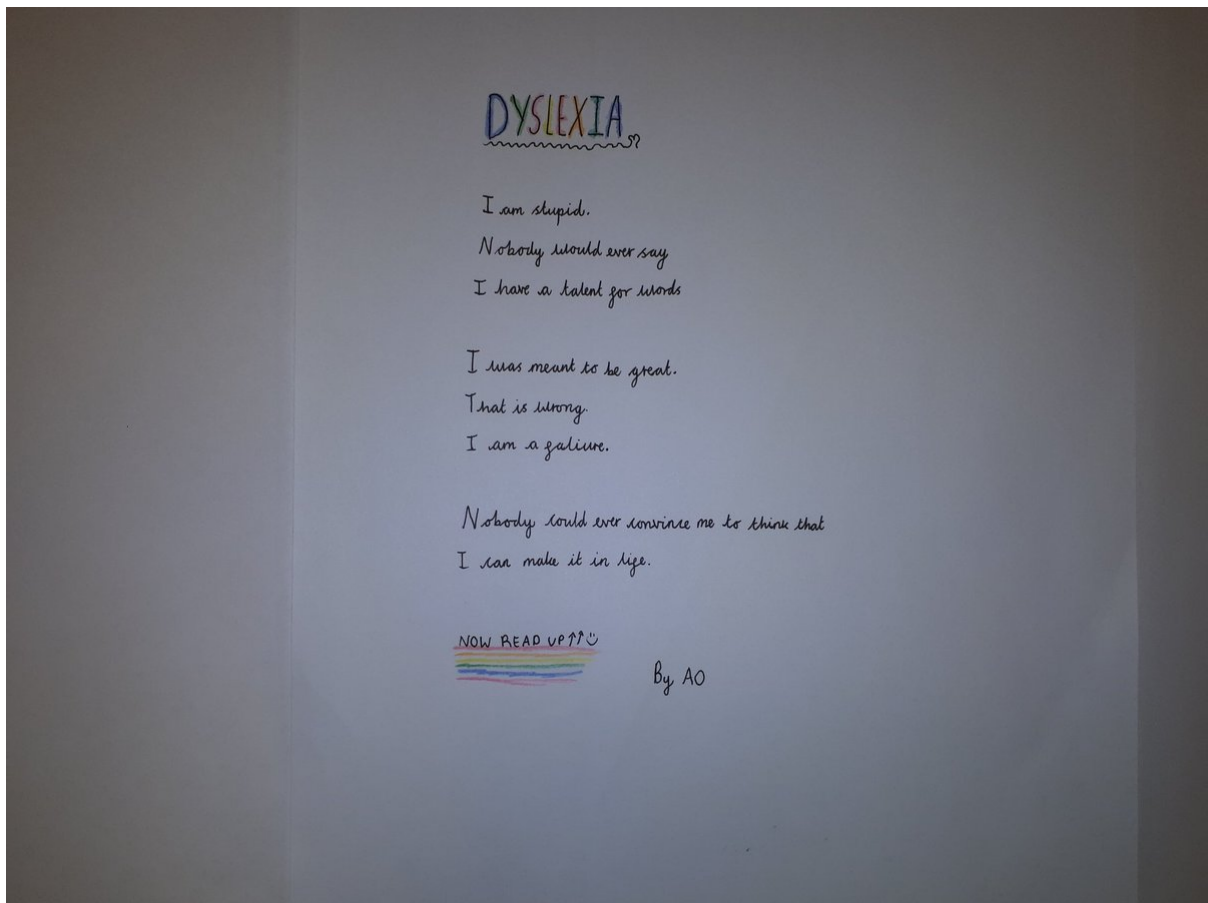 DYSLEXIA
I am stupid.
Nobody would ever say
I have a talent for words
I was meant to be great.
That is wrong.
I am a faliure.
Nobody could ever convince me to think that
I can make it in life.
NOW READ UP ↑↑ :)
By AO